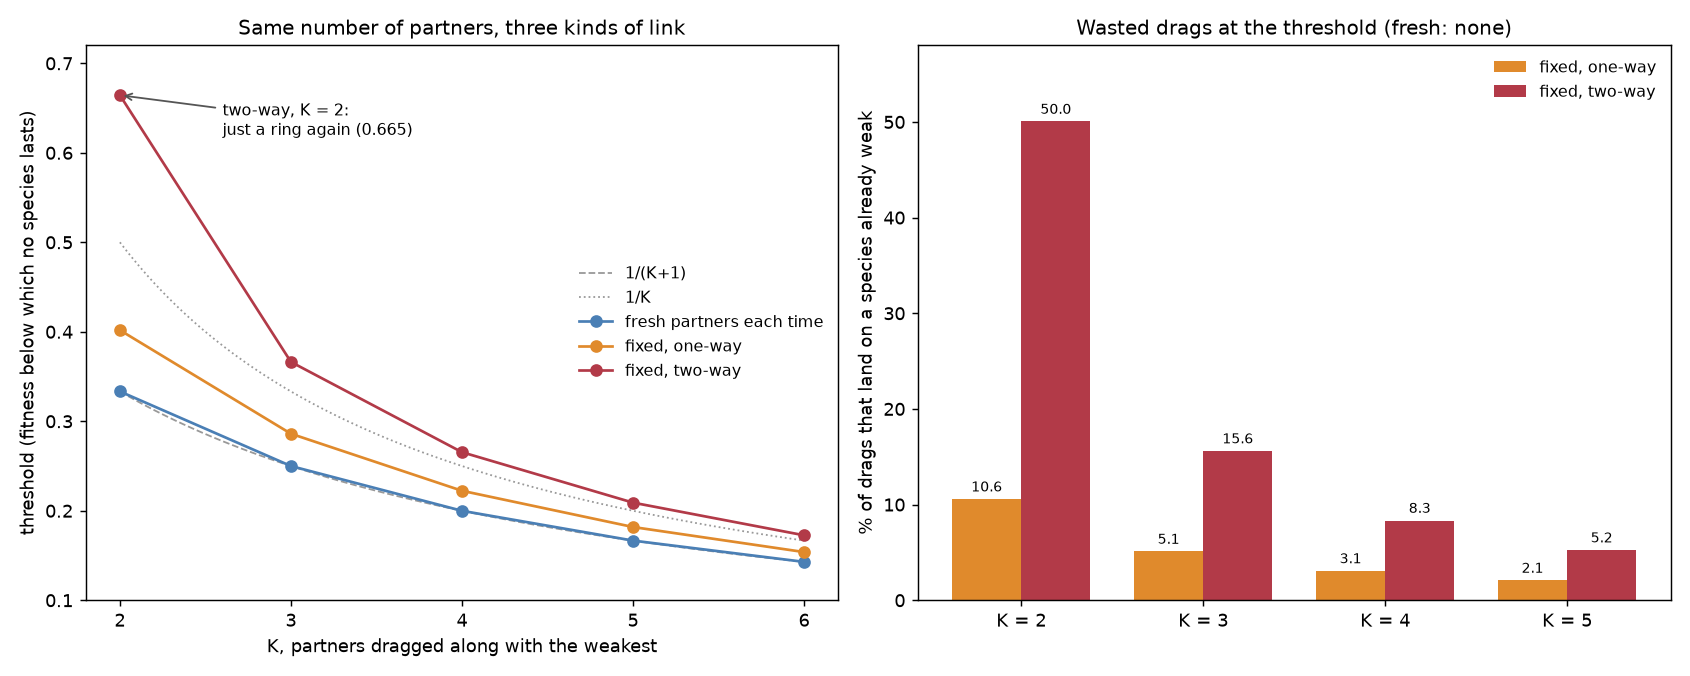 Same number of partners, three kinds of link
threshold (fitness below which no species lasts)
0.7
0.6
0.5
0.4
0.3
0.2
0.1
two-way, K = 2:
just a ring again (0.665)
1/(K+1)
1/K
fresh partners each time
fixed, one-way
fixed, two-way
2
3
4
5
6
K, partners dragged along with the weakest
Wasted drags at the threshold (fresh: none)
% of drags that land on a species already weak
50
40
30
20
10
0
fixed, one-way
fixed, two-way
10.6
50.0
5.1
15.6
3.1
8.3
2.1
5.2
K = 2
K = 3
K = 4
K = 5